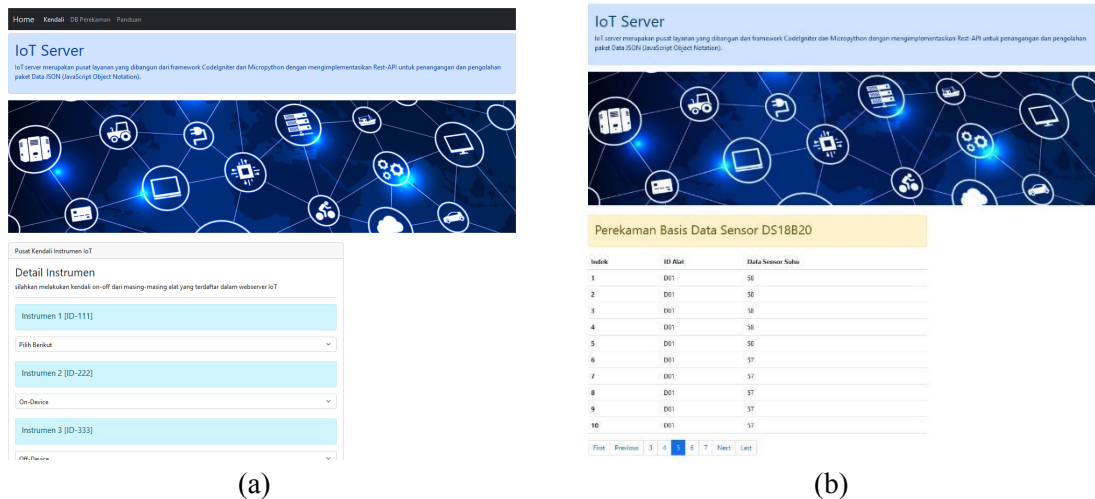 Home Kendali DB Perekaman Panduan
IoT Server
IoT server merupakan pusat layanan yang dibangun dari framework CodeIgniter dan Micropython dengan mengimplementasikan Rest-API untuk penanganan dan pengolahan
paket Data JSON (JavaScript Object Notation).
Pusat Kendali Instrumen IoT
Detail Instrumen
silahkan melakukan kendali on-off dari masing-masing alat yang terdaftar dalam webserver IoT
Instrumen 1 [ID-111]
Pilih Berikut
Instrumen 2 [ID-222]
On-Device
Instrumen 3 [ID-333]
Off-Device
(a)
IoT Server
IoT server merupakan pusat layanan yang dibangun dari framework CodeIgniter dan Micropython dengan mengimplementasikan Rest-API untuk penanganan dan pengolahan
paket Data JSON (JavaScript Object Notation).
Perekaman Basis Data Sensor DS18B20
Indek ID Alat Data Sensor Suhu
1 D01 58
2 D01 58
3 D01 58
4 D01 58
5 D01 58
6 D01 57
7 D01 57
8 D01 57
9 D01 57
10 D01 57
First Previous 3 4 5 6 7 Next Last
(b)